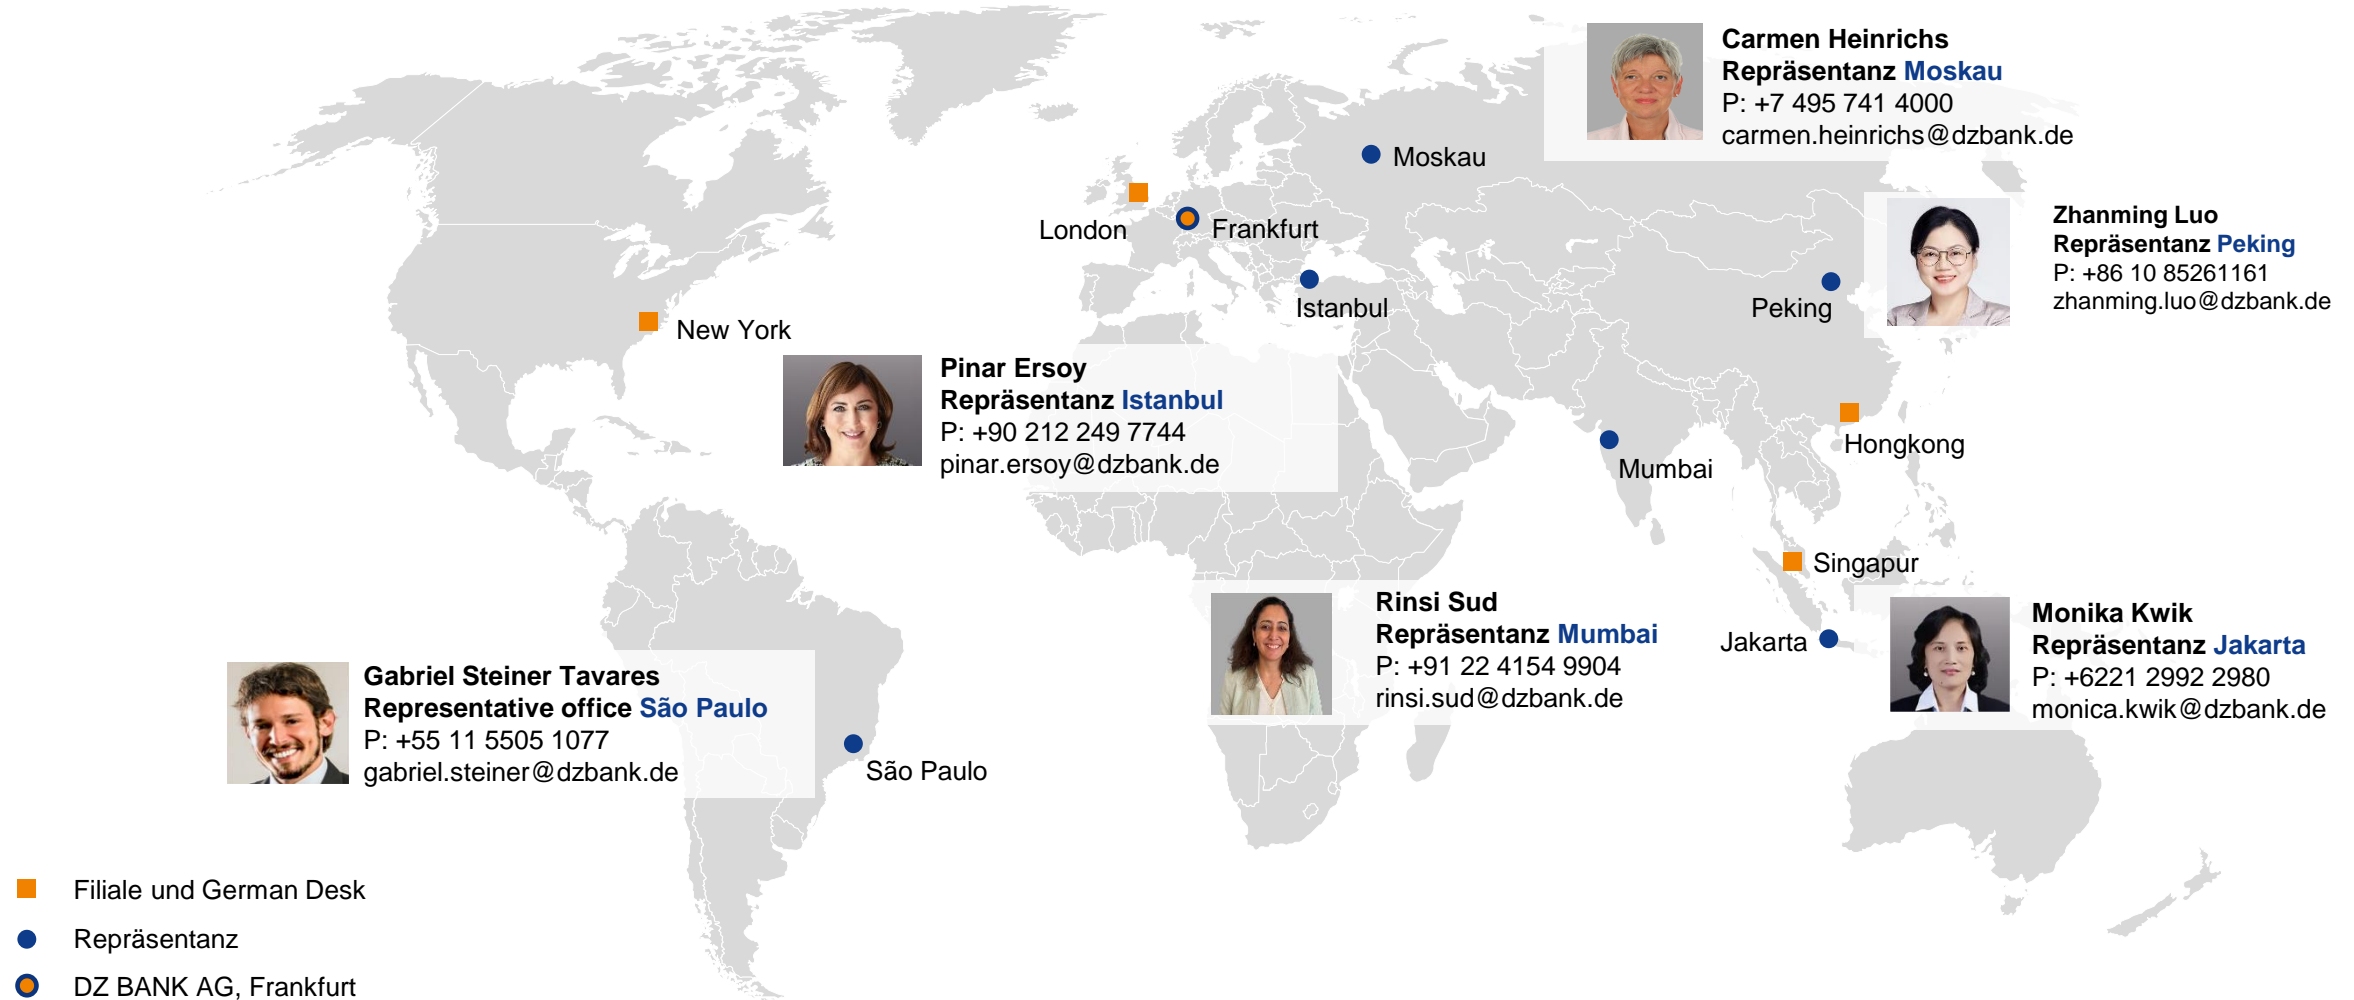 Carmen Heinrichs
Repräsentanz Moskau
P: +7 495 741 4000
carmen.heinrichs@dzbank.de
Moskau
Zhanming Luo
Repräsentanz Peking
P: +86 10 85261161
zhanming.luo@dzbank.de
London
Frankfurt
Istanbul
Peking
New York
Pinar Ersoy
Repräsentanz Istanbul
P: +90 212 249 7744
pinar.ersoy@dzbank.de
Hongkong
Mumbai
Singapur
Rinsi Sud
Repräsentanz Mumbai
P: +91 22 4154 9904
rinsi.sud@dzbank.de
Jakarta
Monika Kwik
Repräsentanz Jakarta
P: +6221 2992 2980
monica.kwik@dzbank.de
Gabriel Steiner Tavares
Representative office São Paulo
P: +55 11 5505 1077
gabriel.steiner@dzbank.de
São Paulo
Filiale und German Desk
Repräsentanz
DZ BANK AG, Frankfurt